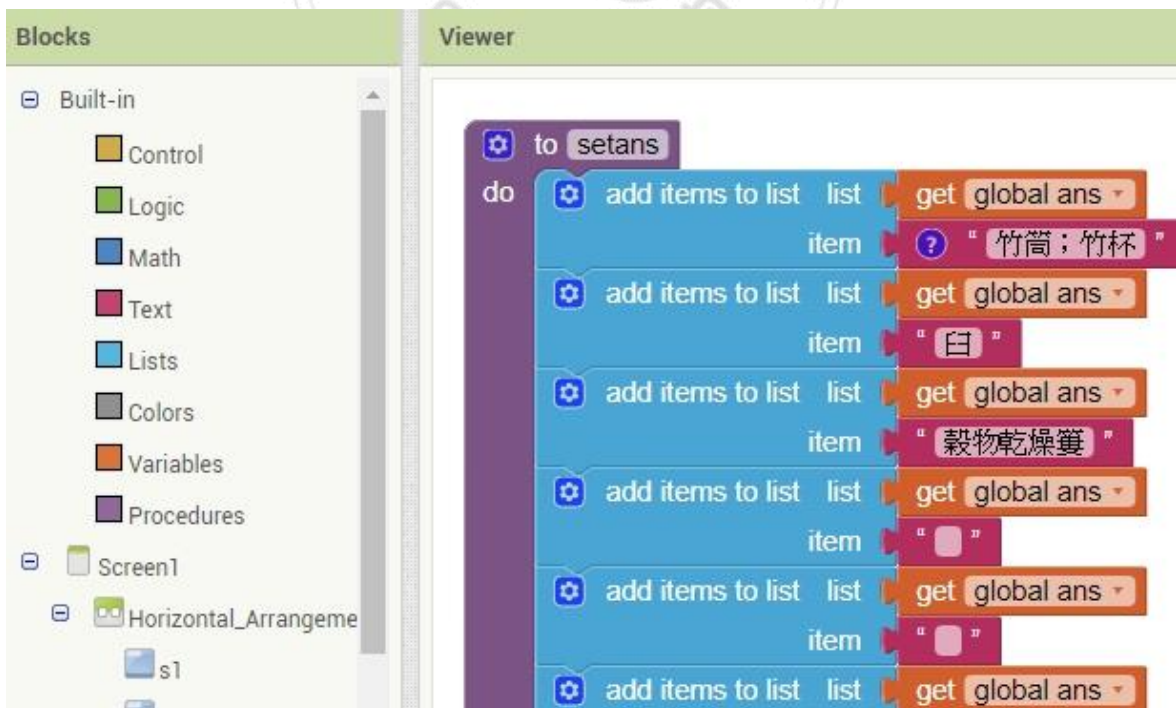 Blocks
Viewer
Built-in
Control
Logic
Math
Text
Lists
Colors
Variables
Procedures
Screen1
Horizontal_Arrangeme
s1
to setans
do add items to list list get global ans
item " 竹筒；竹杯 "
add items to list list get global ans
item " 臼 "
add items to list list get global ans
item " 穀物乾燥簍 "
add items to list list get global ans
item " "
add items to list list get global ans
item " "
add items to list list get global ans